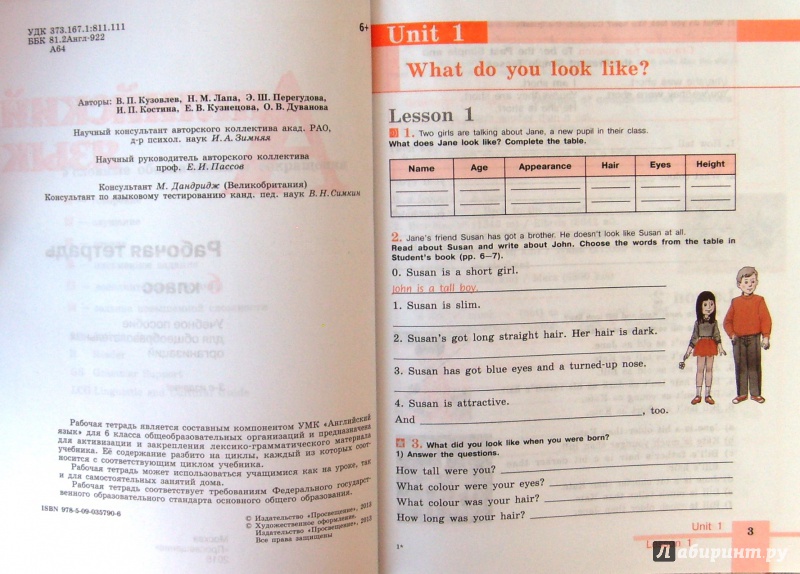 УДК 373.167.1:811.111
ББК 81.2Англ-922
А64
6+
Авторы: В. П. Кузовлев, Н. М. Лапа, Э. Ш. Перегудова,
И. П. Костина, Е. В. Кузнецова, О. В. Дуванова
Научный консультант авторского коллектива акад. РАО,
д-р психол. наук И. А. Зимняя
Научный руководитель авторского коллектива
проф. Е. И. Пассов
Консультант М. Дандридж (Великобритания)
Консультант по языковому тестированию канд. пед. наук В. Н. Симкин
Рабочая тетрадь является составным компонентом УМК «Английский
язык» для 6 класса общеобразовательных организаций и предназначена
для активизации и закрепления лексико-грамматического материала
учебника. Её содержание разбито на циклы, каждый из которых соот-
носится с соответствующим циклом учебника.
Рабочая тетрадь может использоваться учащимися как на уроке, так
и для самостоятельных занятий дома.
Рабочая тетрадь соответствует требованиям Федерального государст-
венного образовательного стандарта основного общего образования.
ISBN 978-5-09-035790-6
© Издательство «Просвещение», 2013
© Художественное оформление.
Издательство «Просвещение», 2013
Все права защищены
Unit 1
What do you look like?
Lesson 1
1. Two girls are talking about Jane, a new pupil in their class.
What does Jane look like? Complete the table.
Name Age Appearance Hair Eyes Height
2. Jane's friend Susan has got a brother. He doesn't look like Susan at all.
Read about Susan and write about John. Choose the words from the table in
Student's book (pp. 6–7).
0. Susan is a short girl.
John is a tall boy.
1. Susan is slim.
2. Susan's got long straight hair. Her hair is dark.
3. Susan has got blue eyes and a turned-up nose.
4. Susan is attractive.
And , too.
3. What did you look like when you were born?
1) Answer the questions.
How tall were you?
What colour were your eyes?
What colour was your hair?
How long was your hair?
Unit 1
Lesson 1
3
1*
Лабиринт.ру